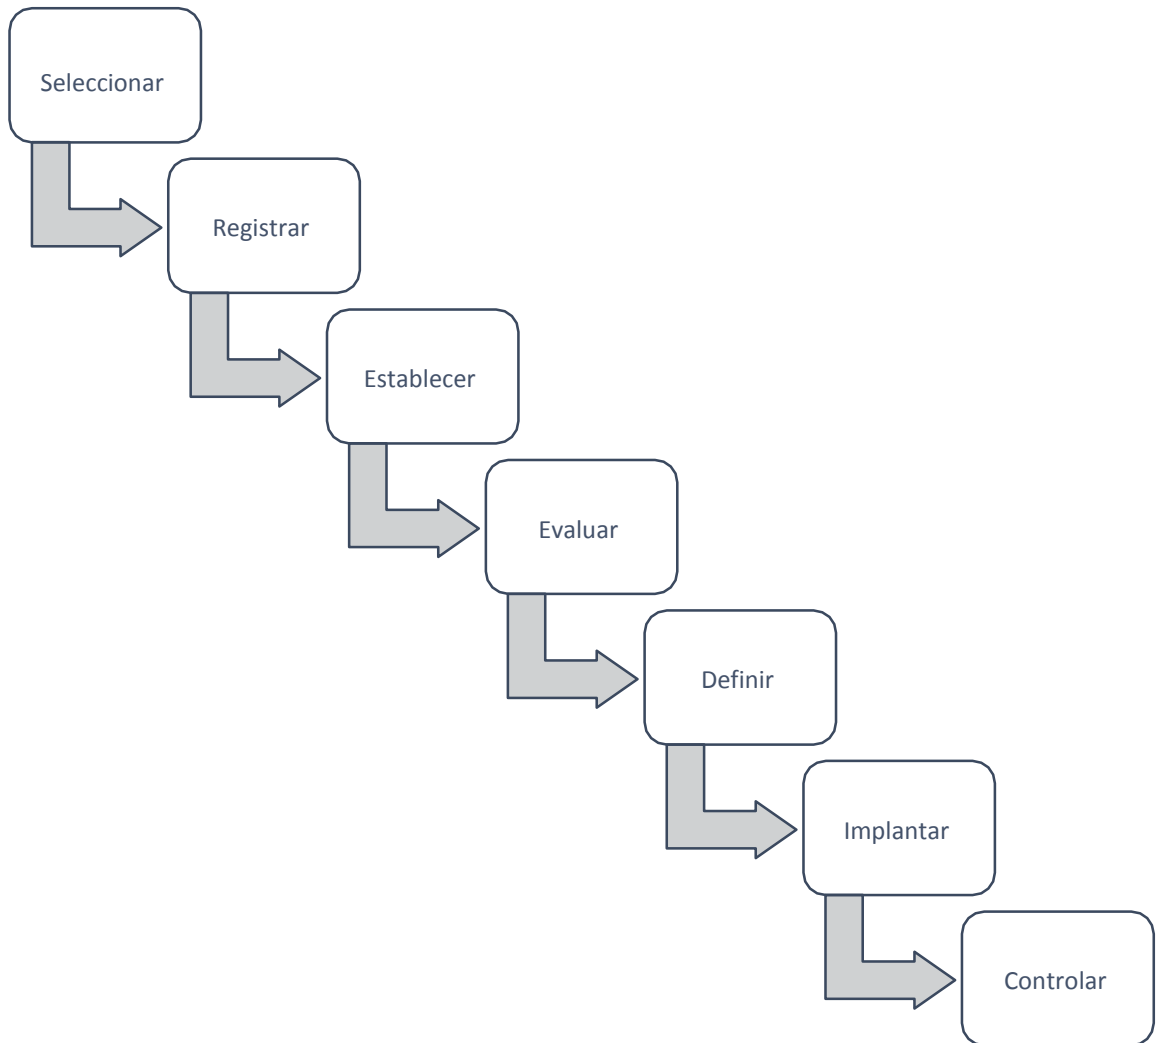 Seleccionar
Registrar
Establecer
Evaluar
Definir
Implantar
Controlar